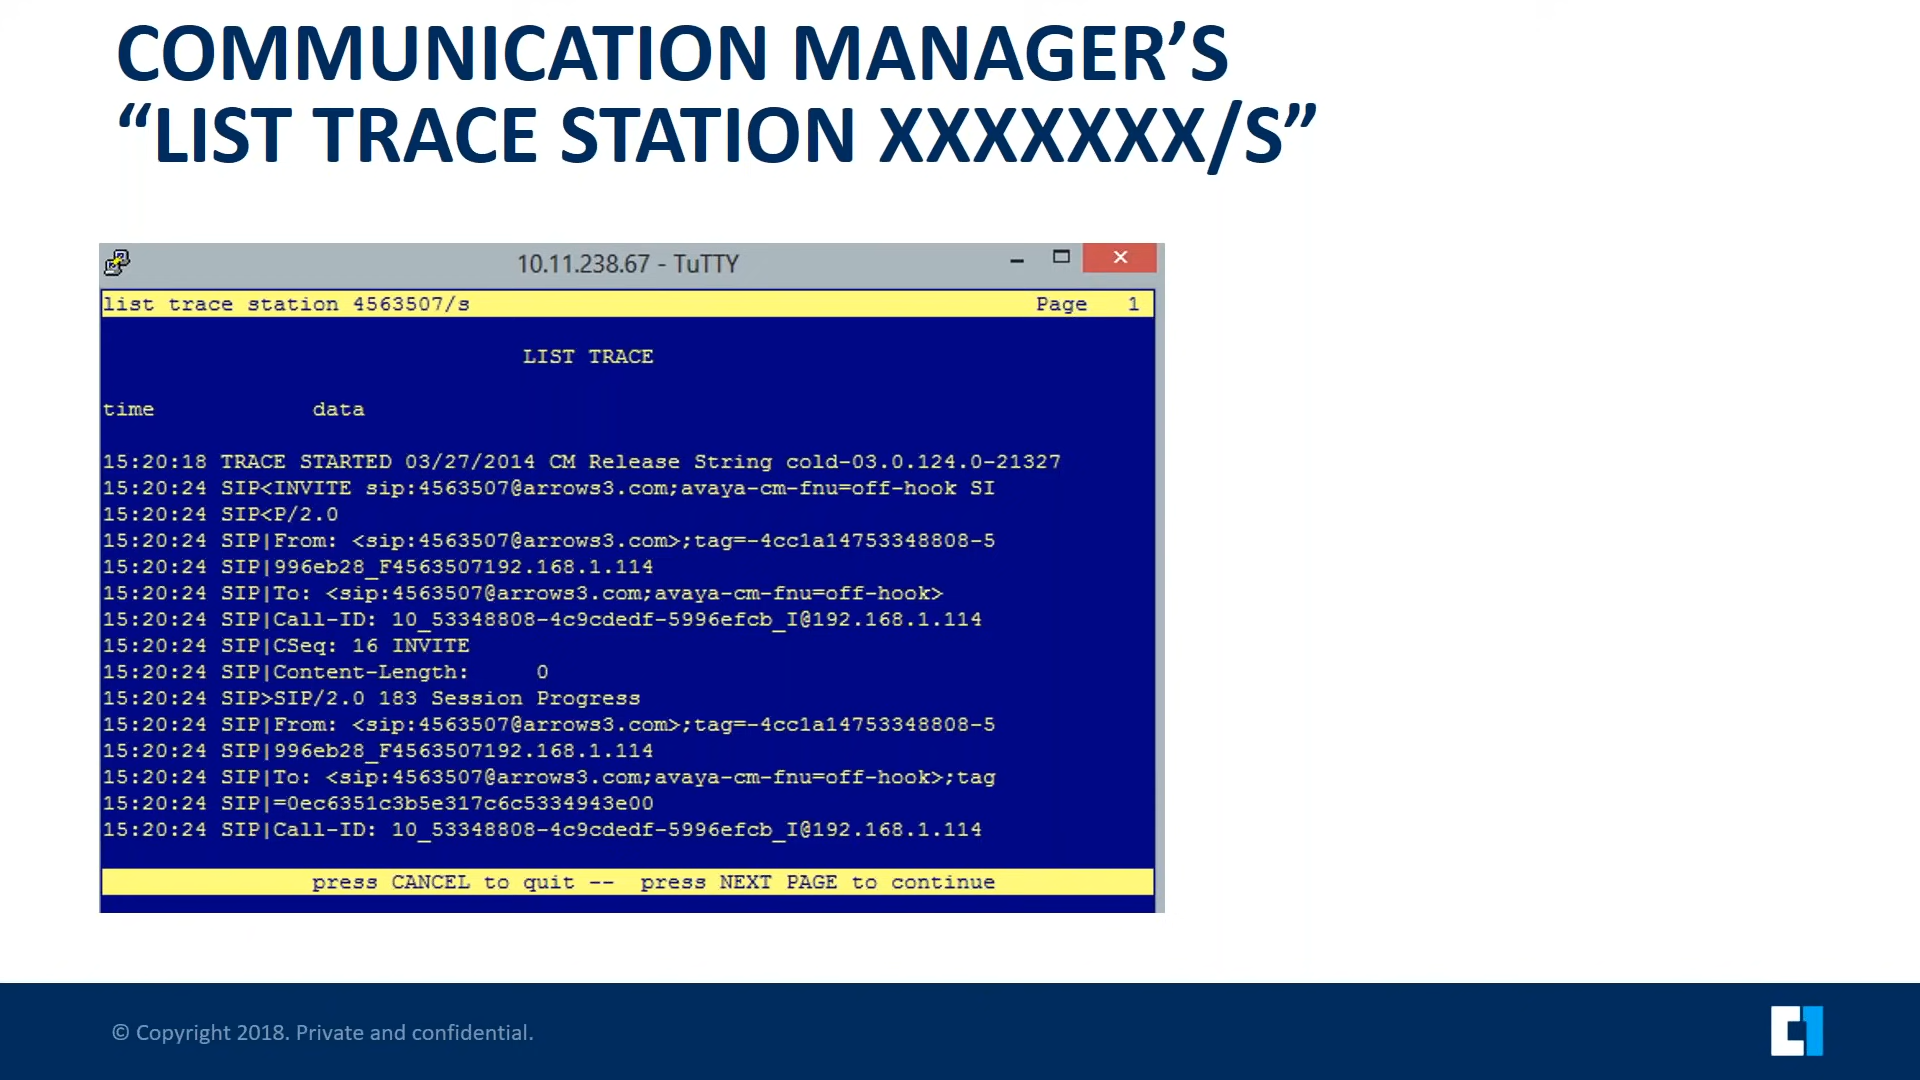 COMMUNICATION MANAGER’S
“LIST TRACE STATION XXXXXXX/S”
10.11.238.67 - TuTTY
list trace station 4563507/s Page 1
LIST TRACE
time data
15:20:18 TRACE STARTED 03/27/2014 CM Release String cold-03.0.124.0-21327
15:20:24 SIP<INVITE sip:4563507@arrows3.com;avaya-cm-fnu=off-hook SI
15:20:24 SIP<P/2.0
15:20:24 SIP|From: <sip:4563507@arrows3.com>;tag=-4cc1a14753348808-5
15:20:24 SIP|996eb28_F4563507192.168.1.114
15:20:24 SIP|To: <sip:4563507@arrows3.com;avaya-cm-fnu=off-hook>
15:20:24 SIP|Call-ID: 10_53348808-4c9cdedf-5996efcb_I@192.168.1.114
15:20:24 SIP|CSeq: 16 INVITE
15:20:24 SIP|Content-Length: 0
15:20:24 SIP>SIP/2.0 183 Session Progress
15:20:24 SIP|From: <sip:4563507@arrows3.com>;tag=-4cc1a14753348808-5
15:20:24 SIP|996eb28_F4563507192.168.1.114
15:20:24 SIP|To: <sip:4563507@arrows3.com;avaya-cm-fnu=off-hook>;tag
15:20:24 SIP|=0ec6351c3b5e317c6c5334943e00
15:20:24 SIP|Call-ID: 10_53348808-4c9cdedf-5996efcb_I@192.168.1.114
press CANCEL to quit -- press NEXT PAGE to continue
© Copyright 2018. Private and confidential.